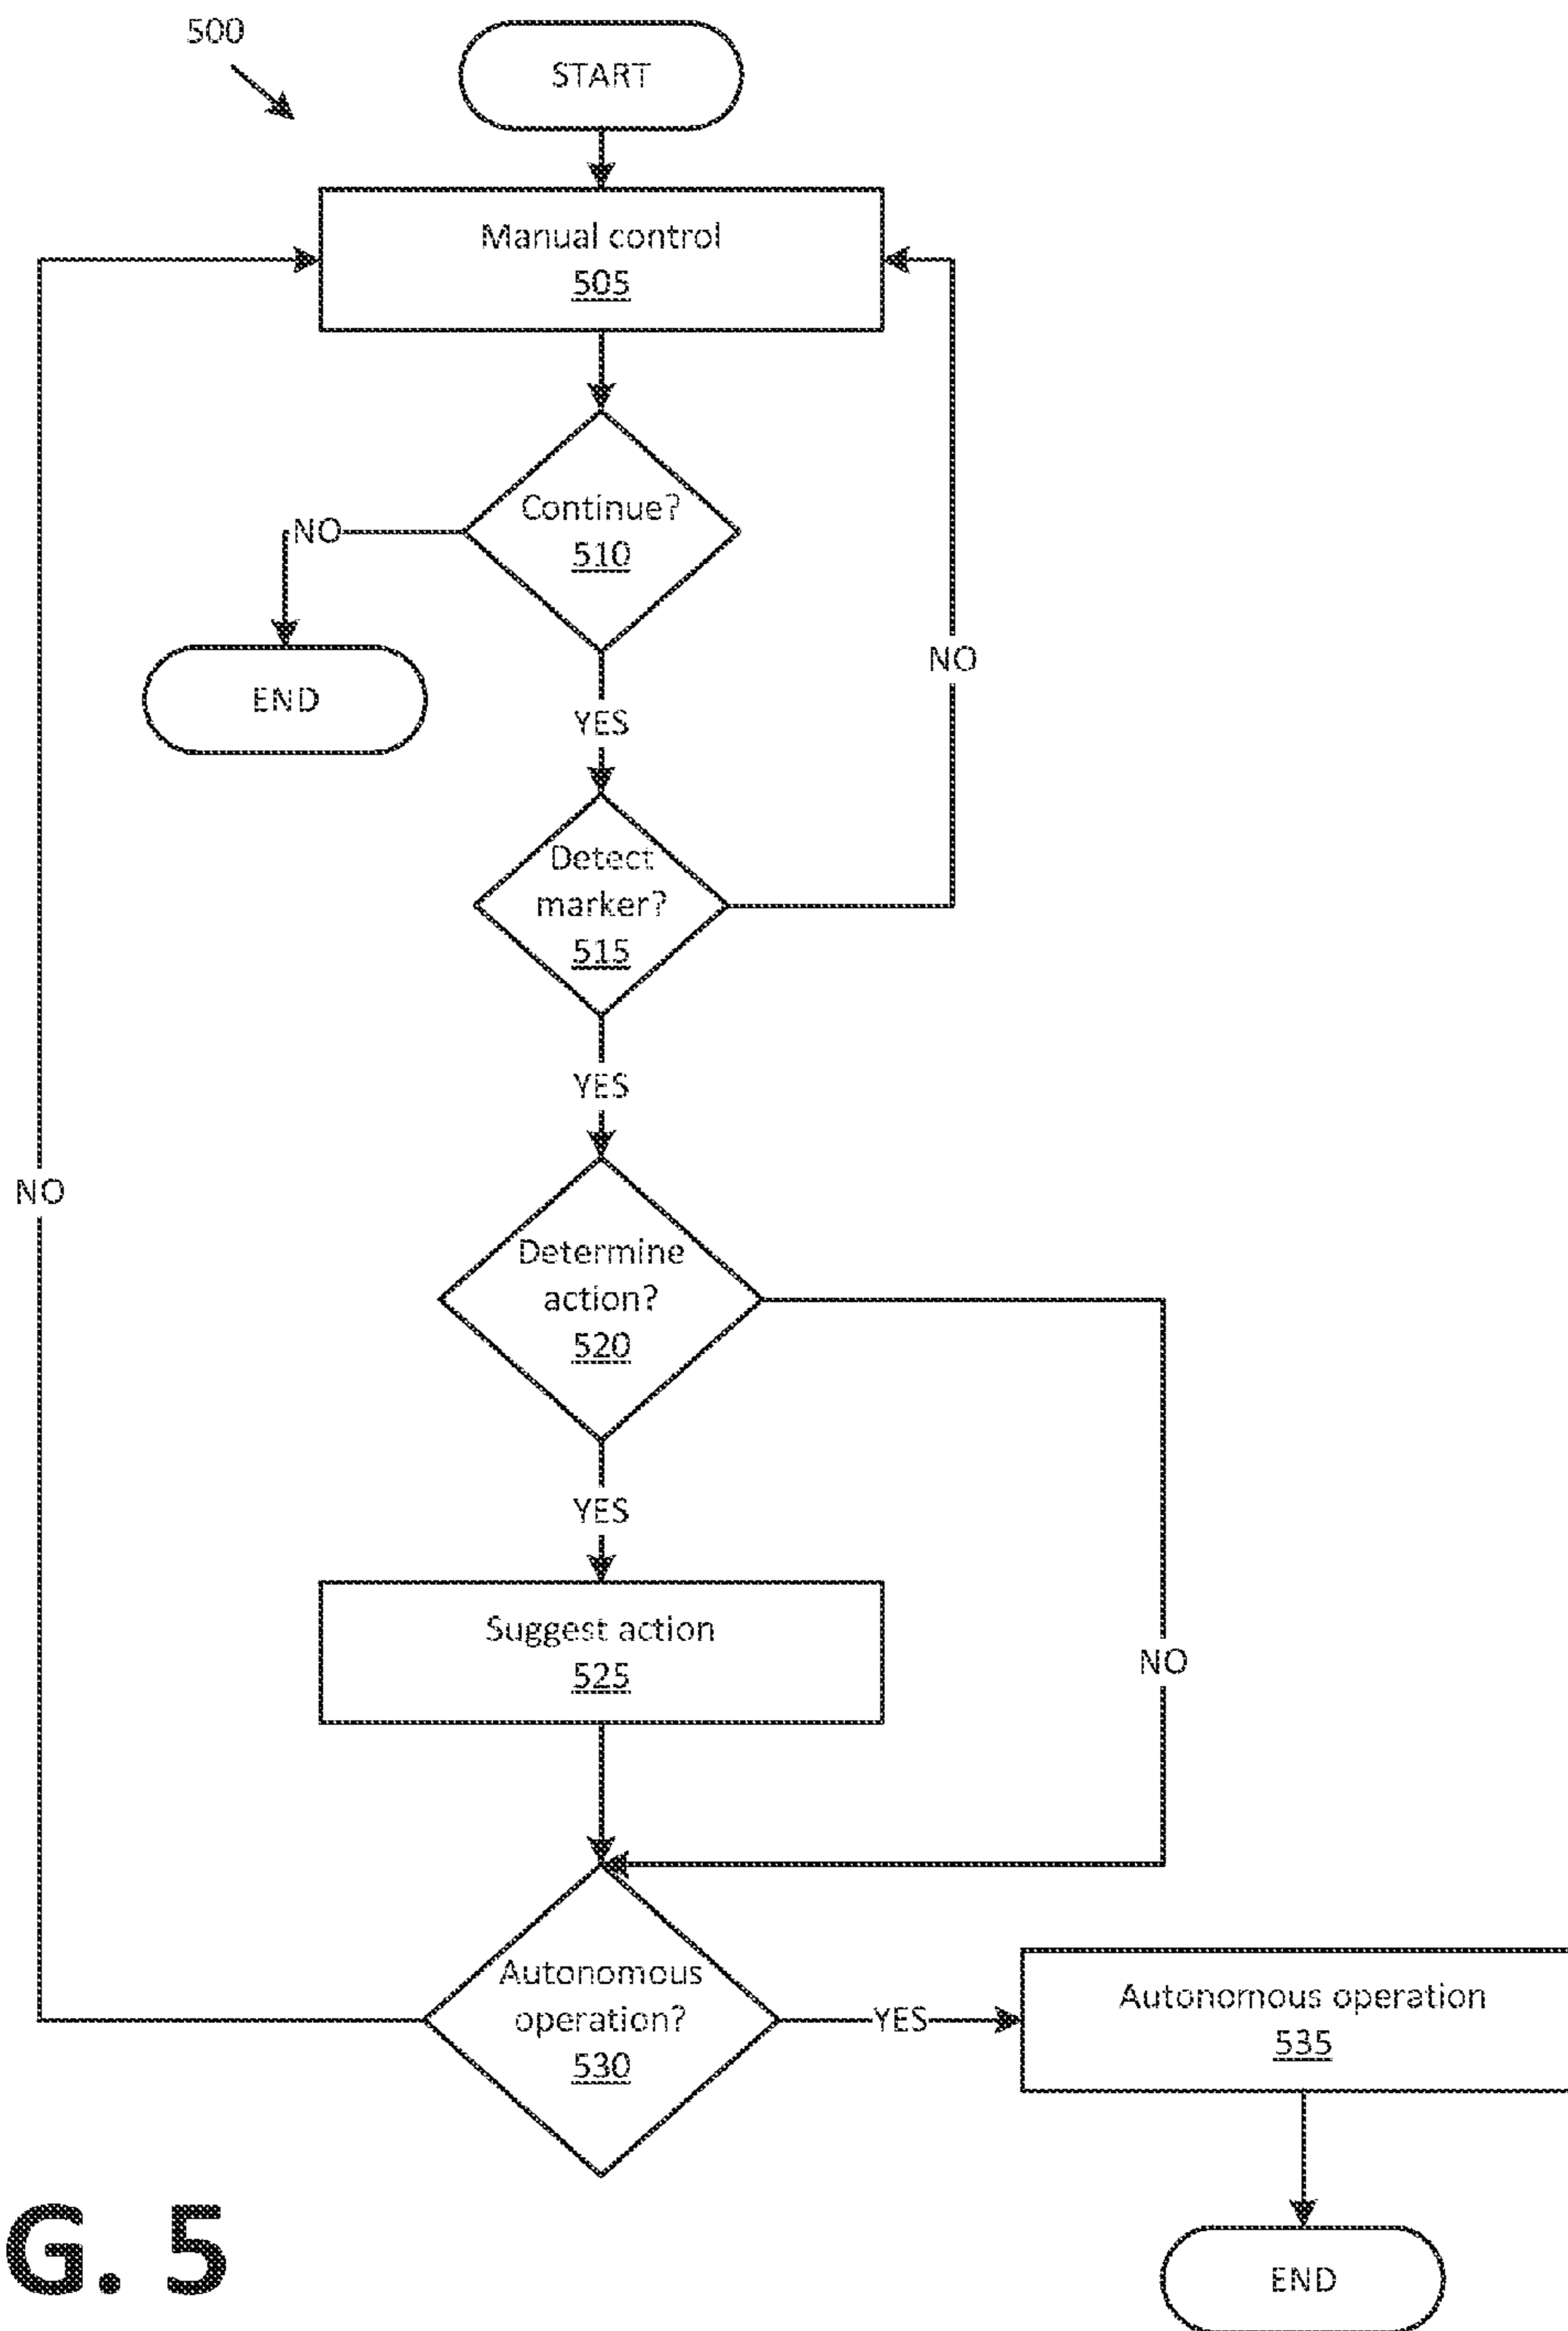 500
START
Manual control
505
Continue?
510
NO
END
YES
NO
Detect
marker?
515
YES
NO
Determine
action?
520
YES
Suggest action
525
NO
Autonomous
operation?
530
YES
Autonomous operation
535
G. 5
END